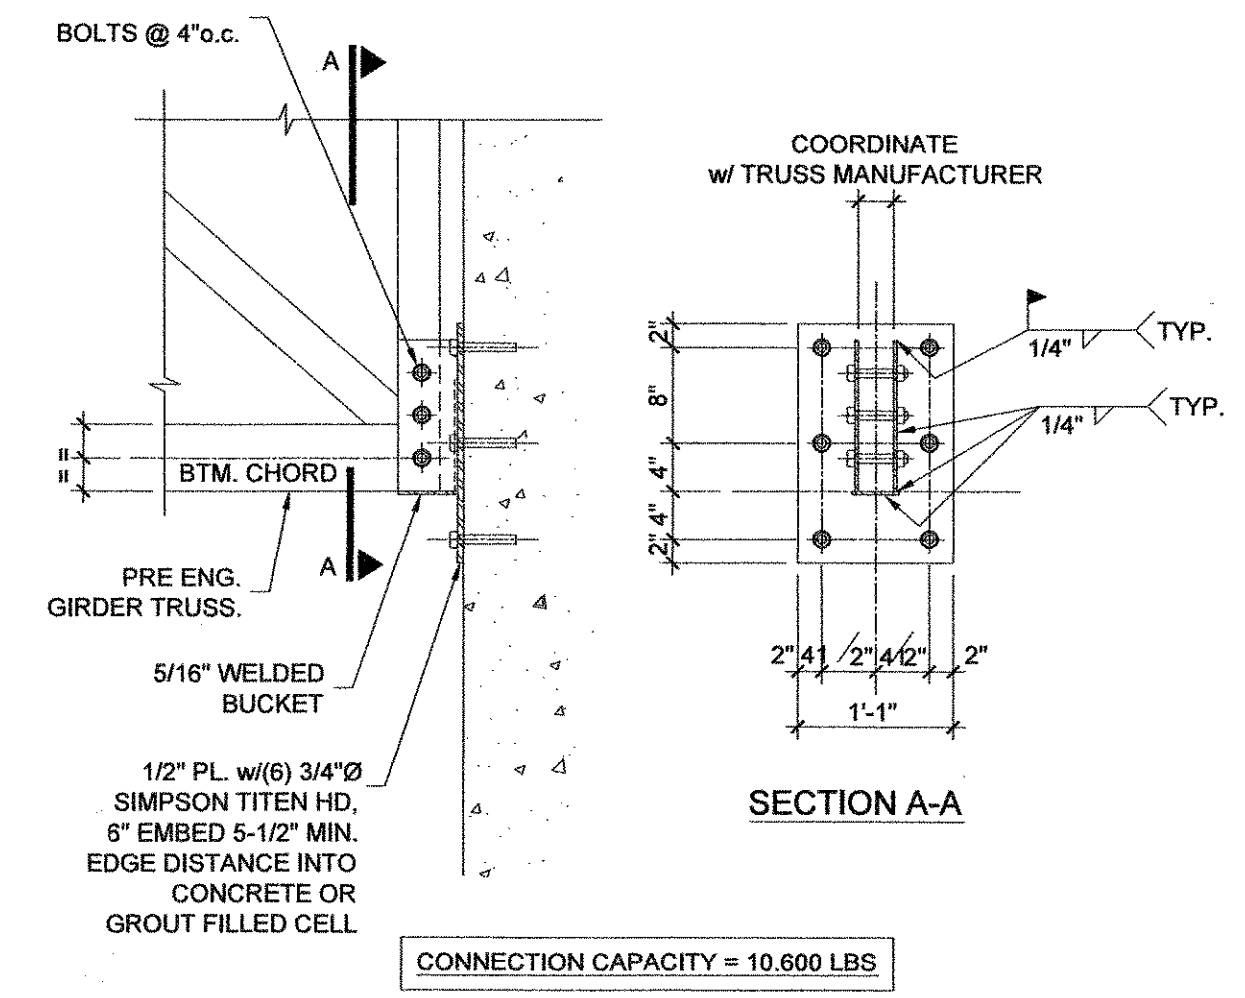 BOLTS @ 4"o.c.
A
COORDINATE
w/ TRUSS MANUFACTURER
2"
8"
4"
4"
2"
1/4"
TYP.
1/4"
TYP.
=
=
BTM. CHORD
A
PRE ENG.
GIRDER TRUSS.
5/16" WELDED
BUCKET
2" 41/2" 41/2" 2"
1'-1"
1/2" PL. w/(6) 3/4"Ø
SIMPSON TITEN HD,
6" EMBED 5-1/2" MIN.
EDGE DISTANCE INTO
CONCRETE OR
GROUT FILLED CELL
SECTION A-A
CONNECTION CAPACITY = 10.600 LBS